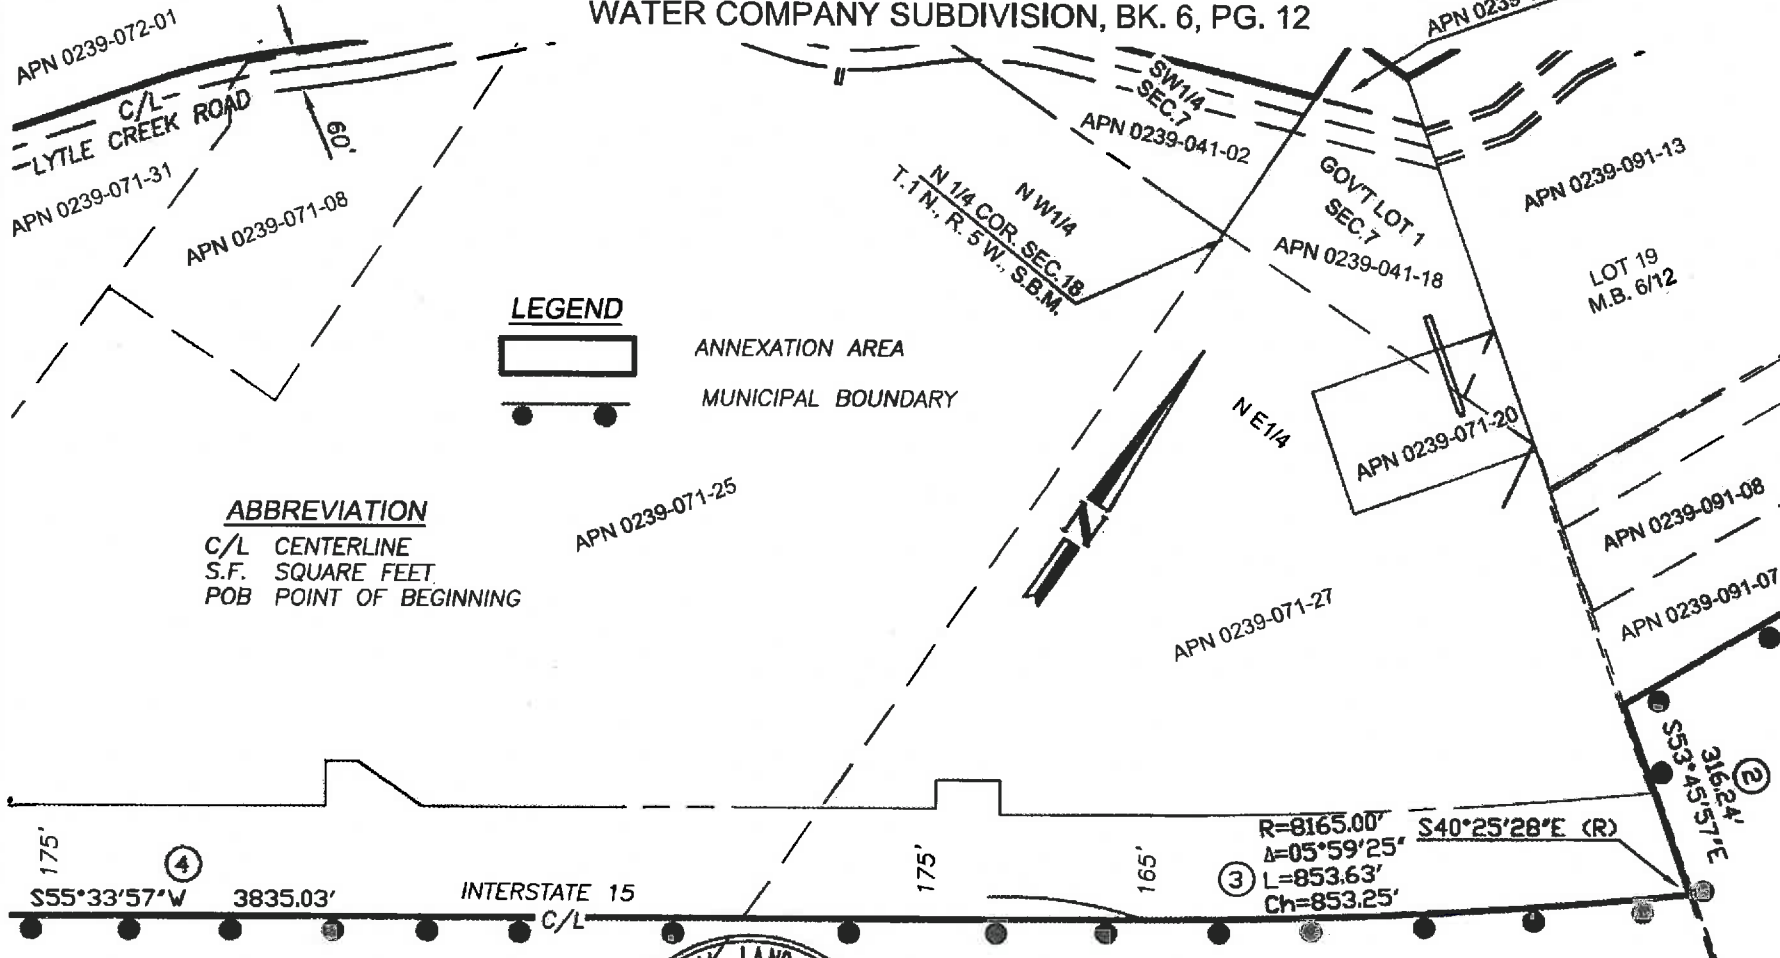 WATER COMPANY SUBDIVISION, BK. 6, PG. 12
APN 0239-
APN 0239-072-01
C/L
LYTLE CREEK ROAD
60'
APN 0239-071-31
APN 0239-071-08
SW1/4
SEC.7
APN 0239-041-02
N W1/4
N 1/4 COR. SEC.18
T.1 N., R. 5 W., S.B.M.
GOV'T LOT 1
SEC.7
APN 0239-041-18
APN 0239-091-13
LOT 19
M.B. 6/12
LEGEND
ANNEXATION AREA
MUNICIPAL BOUNDARY
N E1/4
APN 0239-071-20
N
ABBREVIATION
C/L CENTERLINE
S.F. SQUARE FEET
POB POINT OF BEGINNING
APN 0239-071-25
APN 0239-091-08
APN 0239-091-07
APN 0239-071-27
316.24'
S53°45'57"E
2
175'
4
S55°33'57"W 3835.03'
INTERSTATE 15
C/L
175'
165'
3
R=8165.00'
Δ=05°59'25"
L=853.63'
Ch=853.25'
S40°25'28"E (R)
LAND